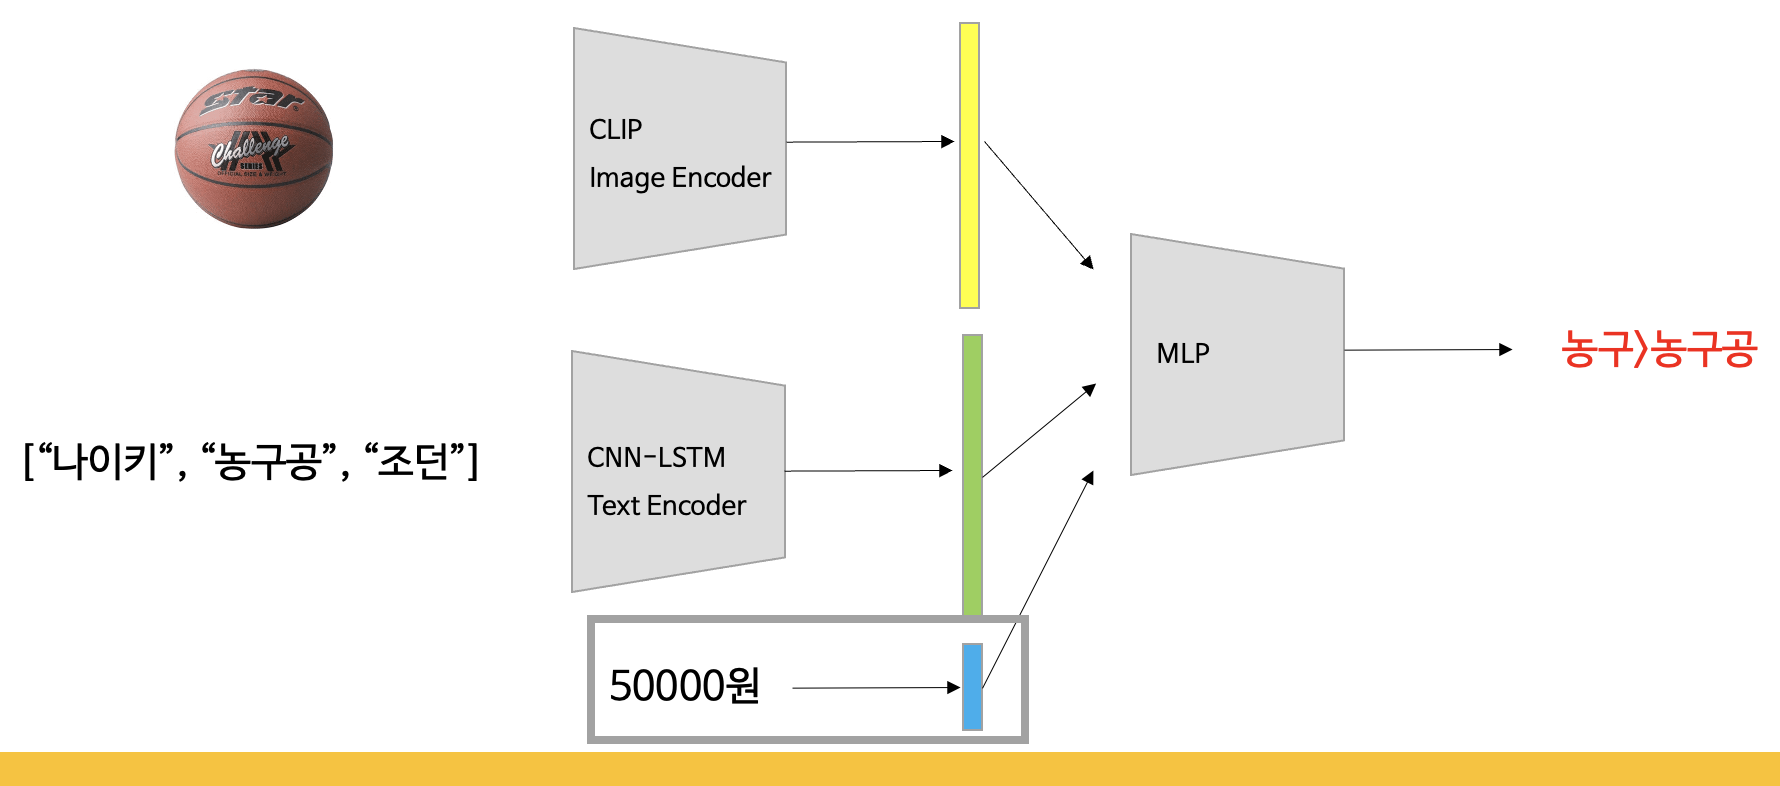 star
Challenge
SERIES
OFFICIAL SIZE & WEIGHT
CLIP
Image Encoder
["나이키", "농구공", "조던"]
CNN-LSTM
Text Encoder
50000원
MLP
농구>농구공